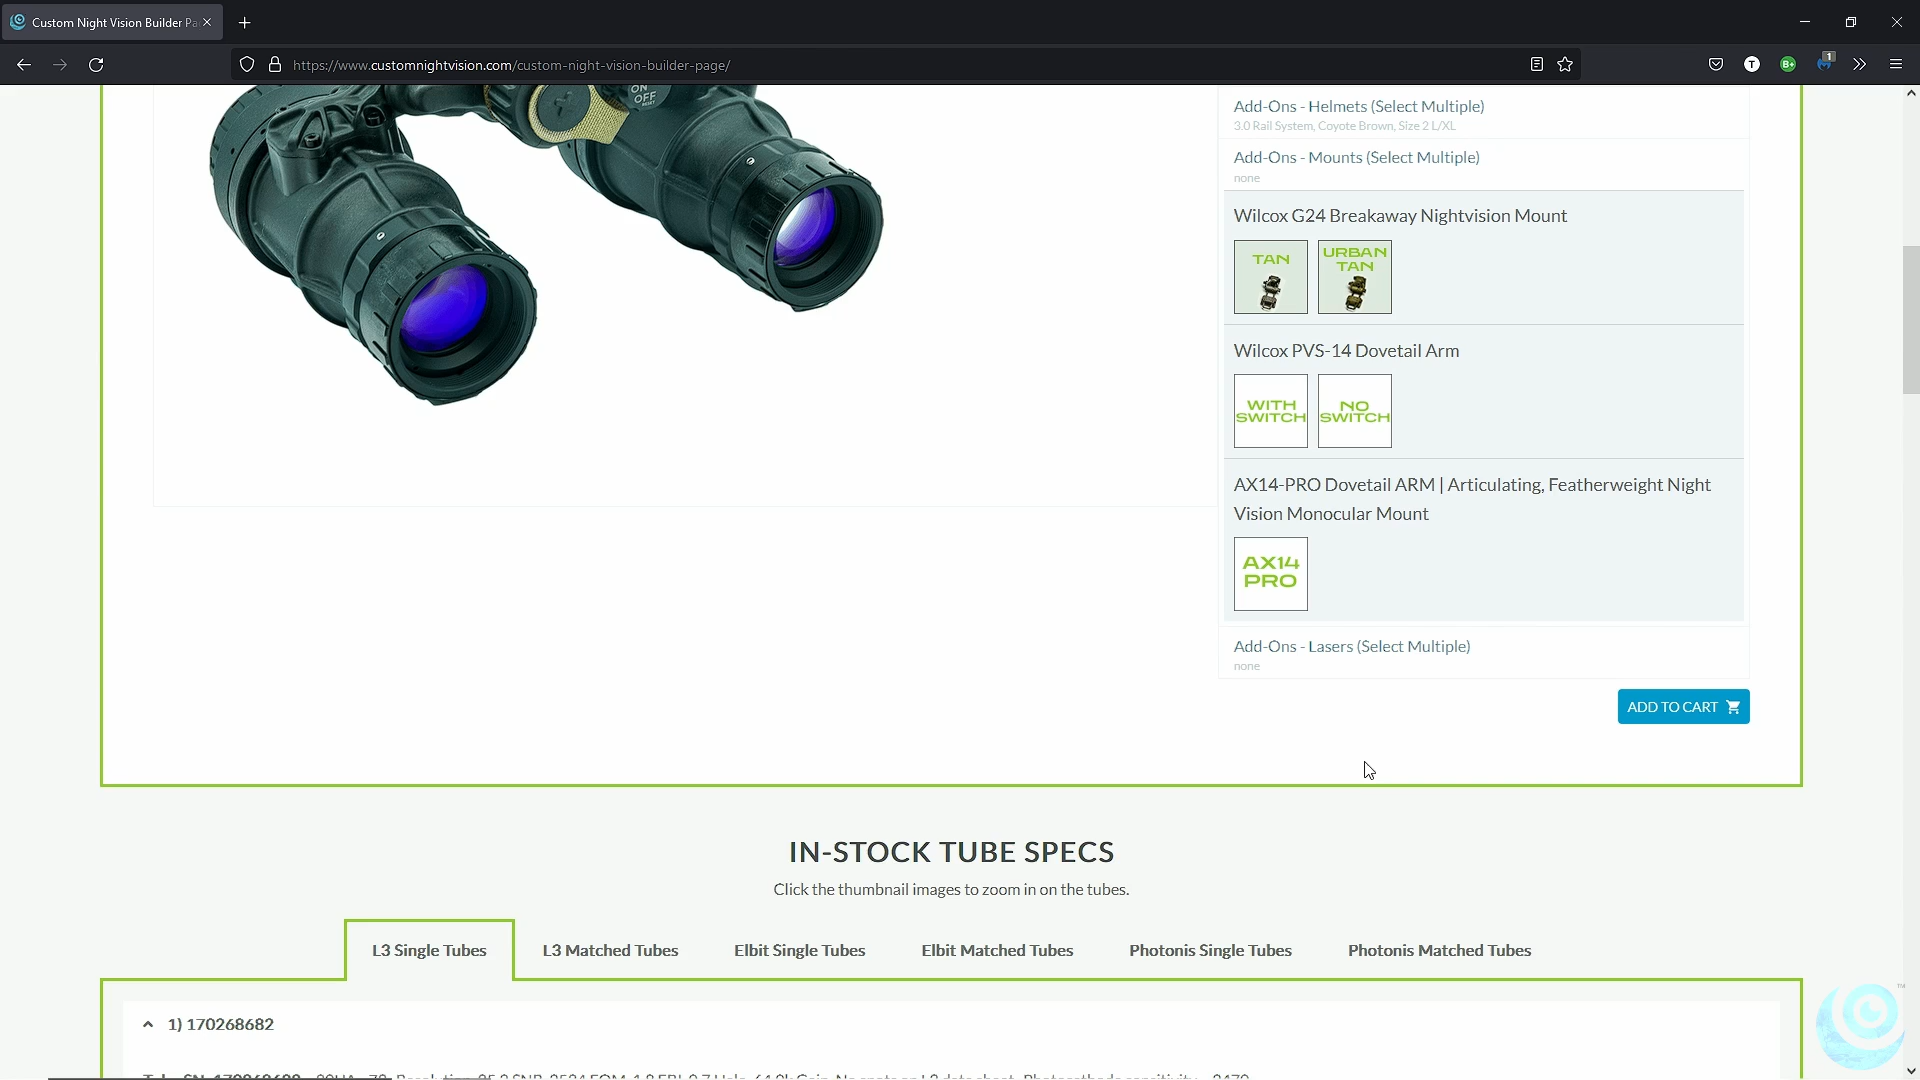 Custom Night Vision Builder Pa
https://www.customnightvision.com/custom-night-vision-builder-page/
T
B+
1
ON
OFF
RESET
Add-Ons - Helmets (Select Multiple)
3.0 Rail System, Coyote Brown, Size 2 L/XL
Add-Ons - Mounts (Select Multiple)
none
Wilcox G24 Breakaway Nightvision Mount
TAN
URBAN
TAN
Wilcox PVS-14 Dovetail Arm
WITH
SWITCH
NO
SWITCH
AX14-PRO Dovetail ARM | Articulating, Featherweight Night
Vision Monocular Mount
AX14
PRO
Add-Ons - Lasers (Select Multiple)
none
ADD TO CART
IN-STOCK TUBE SPECS
Click the thumbnail images to zoom in on the tubes.
L3 Single Tubes
L3 Matched Tubes
Elbit Single Tubes
Elbit Matched Tubes
Photonis Single Tubes
Photonis Matched Tubes
1) 170268682
TM